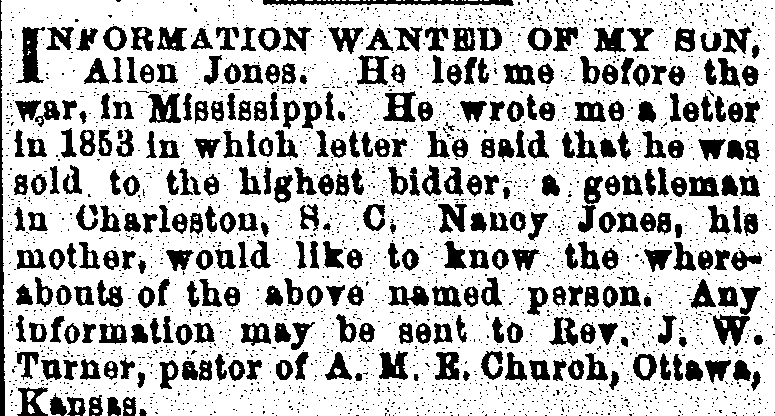 INFORMATION WANTED OF MY SON,
Allen Jones. He left me before the
war, in Mississippi. He wrote me a letter
in 1853 in which letter he said that he was
sold to the highest bidder, a gentleman
in Charleston, S. C. Nancy Jones, his
mother, would like to know the where-
abouts of the above named person. Any
information may be sent to Rev. J. W.
Turner, pastor of A. M. E. Church, Ottawa,
Kansas.